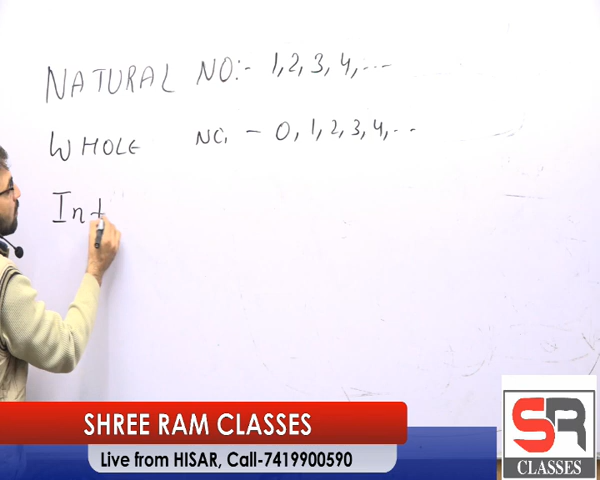 NATURAL NO:- 1,2,3,4,...
WHOLE NO, - 0,1,2,3,4,...
Int
SHREE RAM CLASSES
Live from HISAR, Call-7419900590
SR
CLASSES